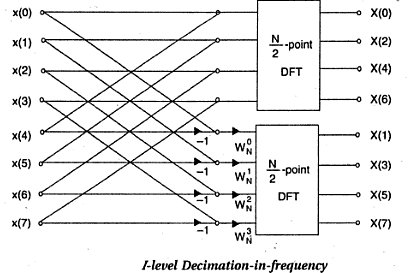 x(0)
x(1)
x(2)
x(3)
x(4)
x(5)
x(6)
x(7)
-1
-1
-1
-1
W_N^0
W_N^1
W_N^2
W_N^3
N/2 -point
DFT
N/2 -point
DFT
X(0)
X(2)
X(4)
X(6)
X(1)
X(3)
X(5)
X(7)
I-level Decimation-in-frequency